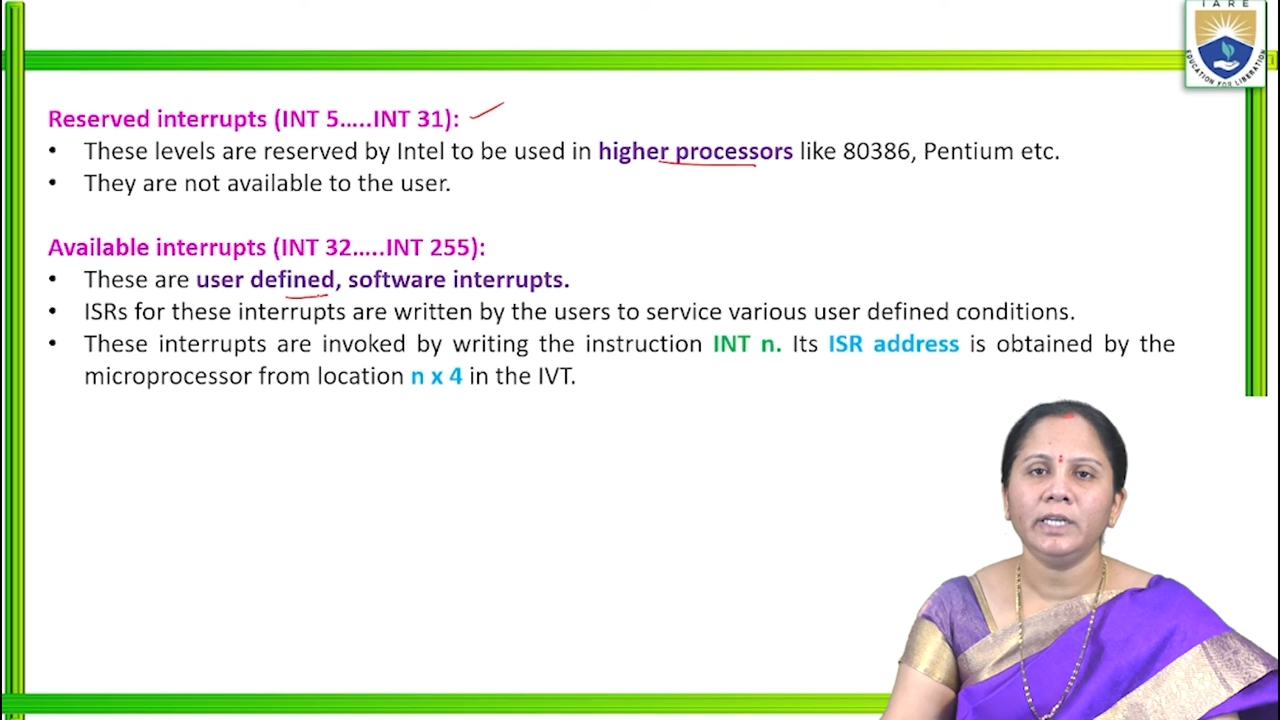 IARE
EDUCATION FOR LIBERATION
Reserved interrupts (INT 5.....INT 31):
• These levels are reserved by Intel to be used in higher processors like 80386, Pentium etc.
• They are not available to the user.
Available interrupts (INT 32.....INT 255):
• These are user defined, software interrupts.
• ISRs for these interrupts are written by the users to service various user defined conditions.
• These interrupts are invoked by writing the instruction INT n. Its ISR address is obtained by the
microprocessor from location n x 4 in the IVT.